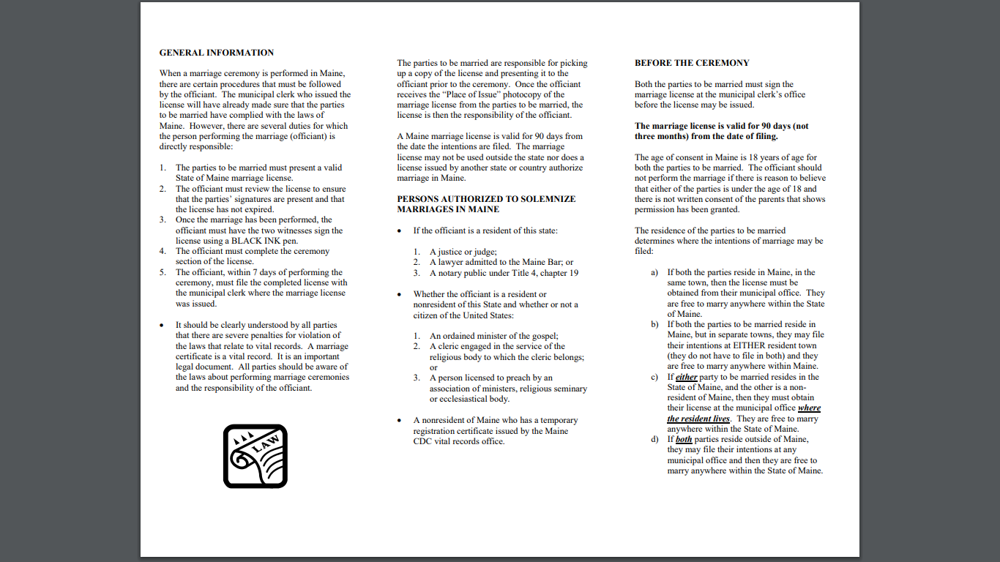 GENERAL INFORMATION
When a marriage ceremony is performed in Maine,
there are certain procedures that must be followed
by the officiant.  The municipal clerk who issued the
license will have already made sure that the parties
to be married have complied with the laws of
Maine.  However, there are several duties for which
the person performing the marriage (officiant) is
directly responsible:
1. The parties to be married must present a valid
State of Maine marriage license.
2. The officiant must review the license to ensure
that the parties’ signatures are present and that
the license has not expired.
3. Once the marriage has been performed, the
officiant must have the two witnesses sign the
license using a BLACK INK pen.
4. The officiant must complete the ceremony
section of the license.
5. The officiant, within 7 days of performing the
ceremony, must file the completed license with
the municipal clerk where the marriage license
was issued.
• It should be clearly understood by all parties
that there are severe penalties for violation of
the laws that relate to vital records.  A marriage
certificate is a vital record.  It is an important
legal document.  All parties should be aware of
the laws about performing marriage ceremonies
and the responsibility of the officiant.
LAW
The parties to be married are responsible for picking
up a copy of the license and presenting it to the
officiant prior to the ceremony.  Once the officiant
receives the “Place of Issue” photocopy of the
marriage license from the parties to be married, the
license is then the responsibility of the officiant.
A Maine marriage license is valid for 90 days from
the date the intentions are filed.  The marriage
license may not be used outside the state nor does a
license issued by another state or country authorize
marriage in Maine.
PERSONS AUTHORIZED TO SOLEMNIZE
MARRIAGES IN MAINE
• If the officiant is a resident of this state:
1. A justice or judge;
2. A lawyer admitted to the Maine Bar; or
3. A notary public under Title 4, chapter 19
• Whether the officiant is a resident or
nonresident of this State and whether or not a
citizen of the United States:
1. An ordained minister of the gospel;
2. A cleric engaged in the service of the
religious body to which the cleric belongs;
or
3. A person licensed to preach by an
association of ministers, religious seminary
or ecclesiastical body.
• A nonresident of Maine who has a temporary
registration certificate issued by the Maine
CDC vital records office.
BEFORE THE CEREMONY
Both the parties to be married must sign the
marriage license at the municipal clerk’s office
before the license may be issued.
The marriage license is valid for 90 days (not
three months) from the date of filing.
The age of consent in Maine is 18 years of age for
both the parties to be married.  The officiant should
not perform the marriage if there is reason to believe
that either of the parties is under the age of 18 and
there is not written consent of the parents that shows
permission has been granted.
The residence of the parties to be married
determines where the intentions of marriage may be
filed:
a) If both the parties reside in Maine, in the
same town, then the license must be
obtained from their municipal office.  They
are free to marry anywhere within the State
of Maine.
b) If both the parties to be married reside in
Maine, but in separate towns, they may file
their intentions at EITHER resident town
(they do not have to file in both) and they
are free to marry anywhere within Maine.
c) If either party to be married resides in the
State of Maine, and the other is a non-
resident of Maine, then they must obtain
their license at the municipal office where
the resident lives.  They are free to marry
anywhere within the State of Maine.
d) If both parties reside outside of Maine,
they may file their intentions at any
municipal office and then they are free to
marry anywhere within the State of Maine.